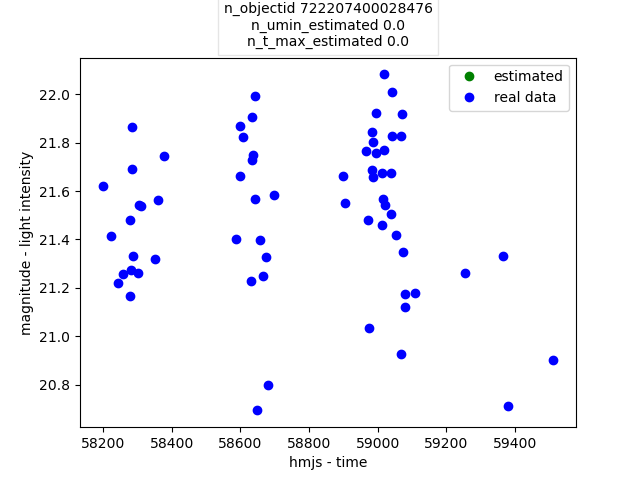 n_objectid 722207400028476
n_umin_estimated 0.0
n_t_max_estimated 0.0
estimated
real data
magnitude - light intensity
22.0
21.8
21.6
21.4
21.2
21.0
20.8
58200 58400 58600 58800 59000 59200 59400
hmjs - time